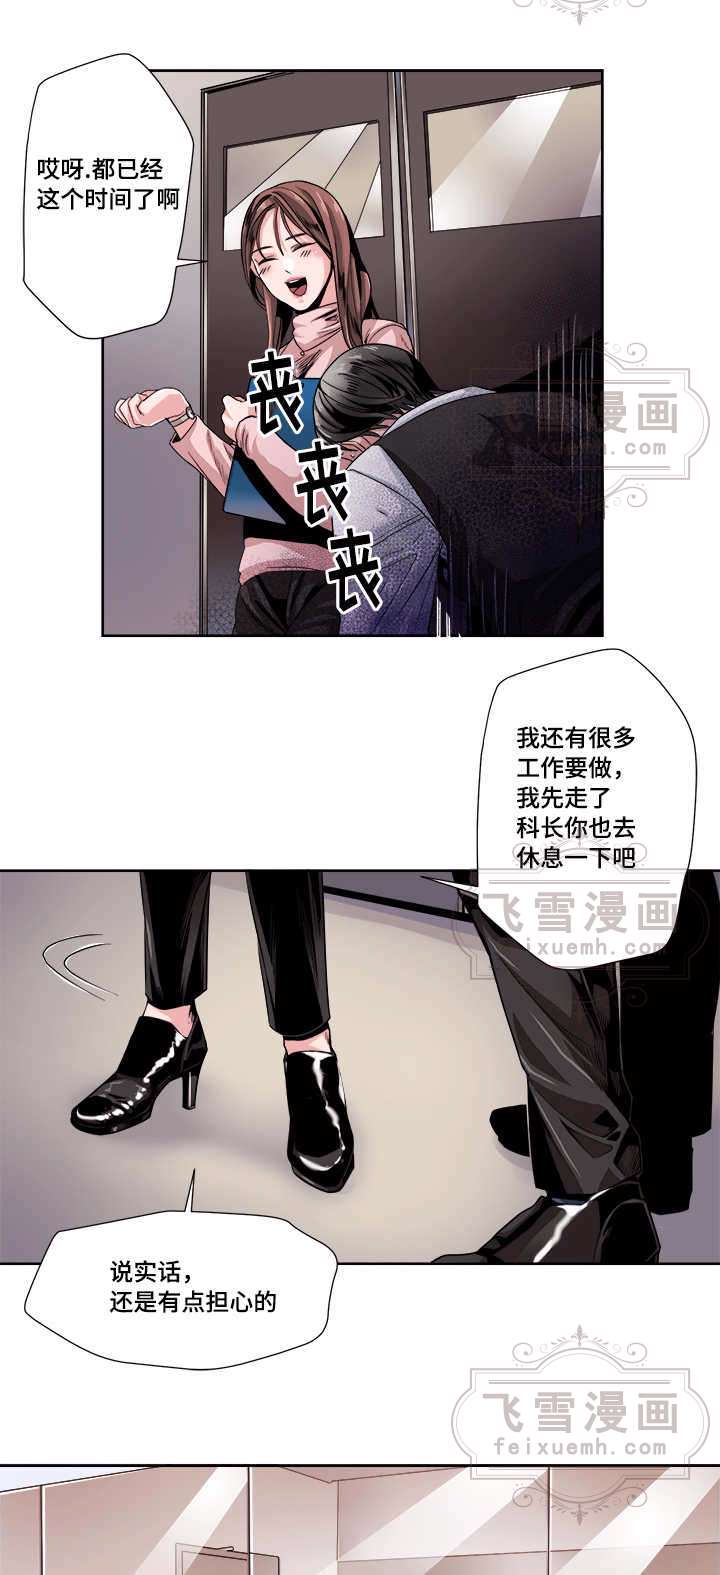 哎呀.都已经
这个时间了啊
丧
丧
丧
飞雪漫画
feixuemh.com
我还有很多
工作要做,
我先走了
科长你也去
休息一下吧
飞雪漫画
feixuemh.com
说实话,
还是有点担心的
飞雪漫画
feixuemh.com